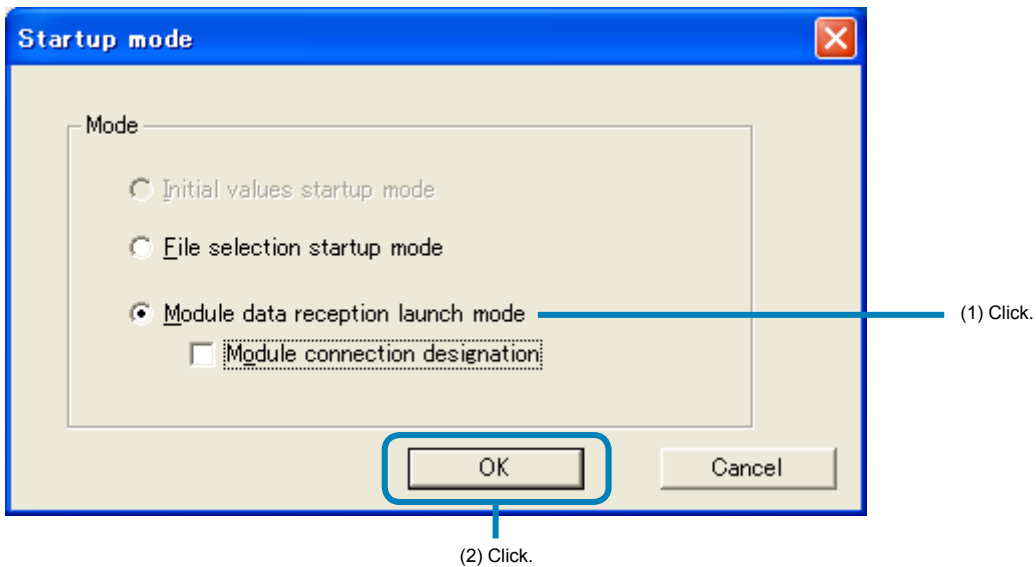 Startup mode
Mode
Initial values startup mode
File selection startup mode
Module data reception launch mode
(1) Click.
Module connection designation
OK
Cancel
(2) Click.